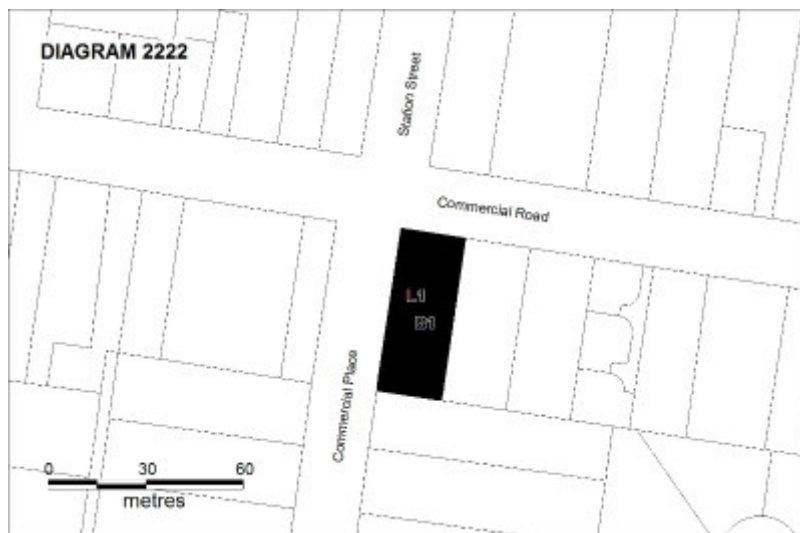 DIAGRAM 2222
Station Street
Commercial Road
L1
B1
Commercial Place
0 30 60
metres